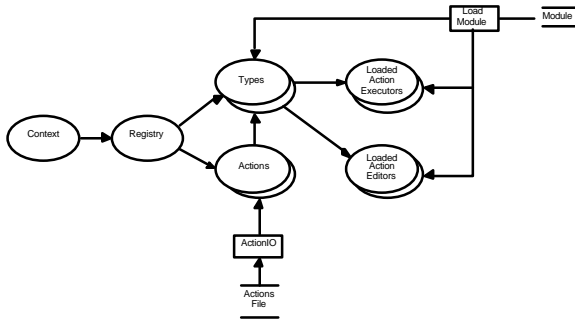 Load
Module
Module
Types
Loaded
Action
Executors
Context
Registry
Actions
Loaded
Action
Editors
ActionIO
Actions
File